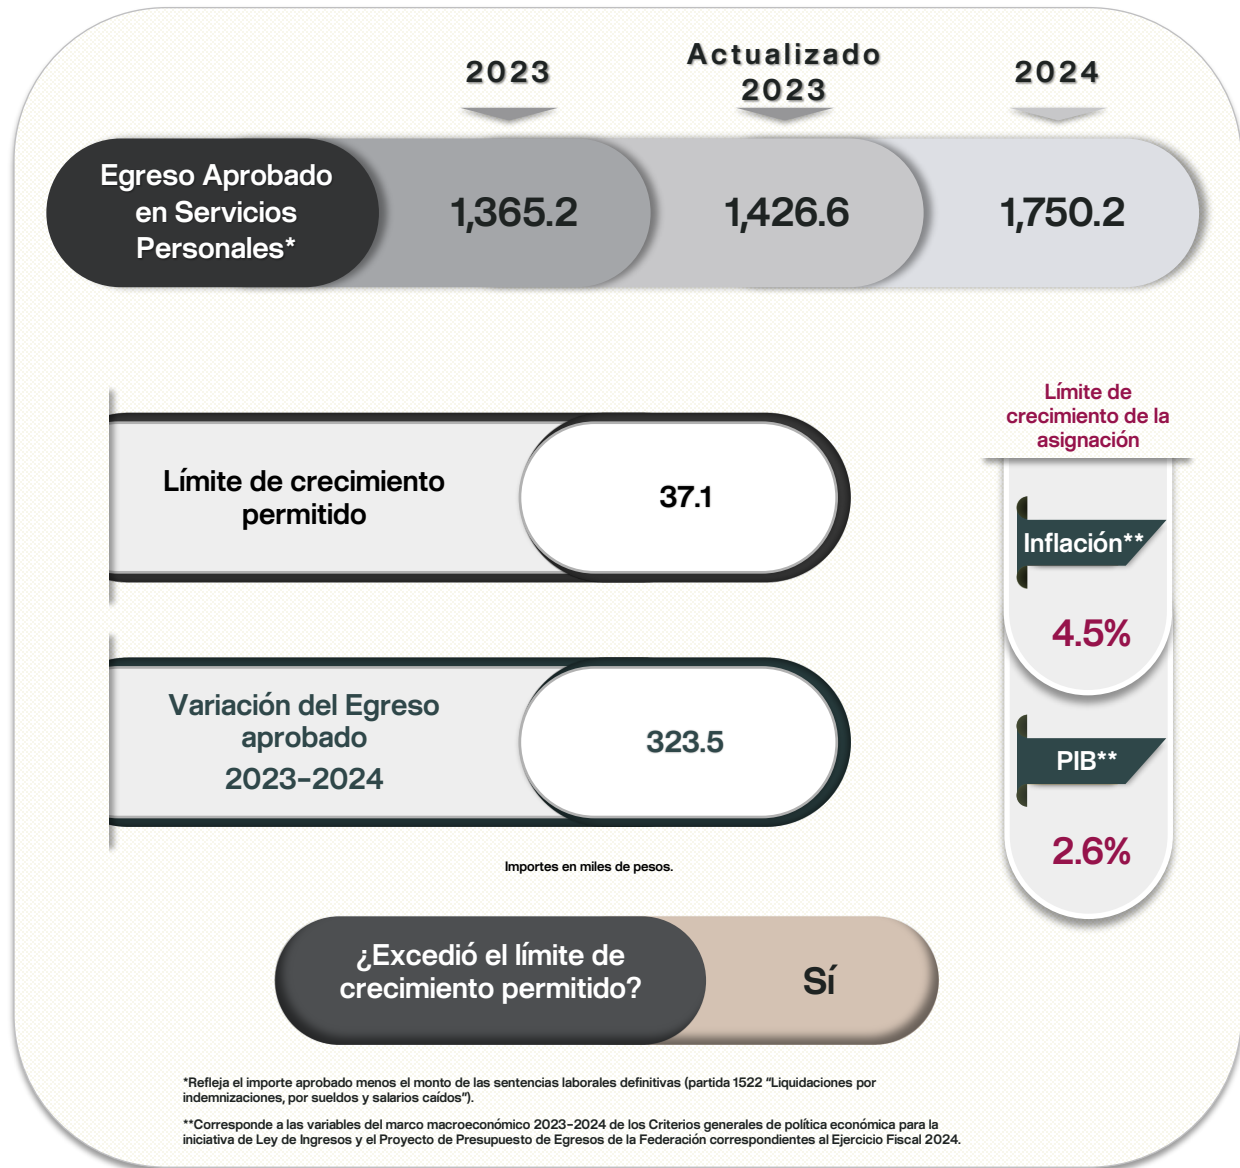 2023
Actualizado
2023
2024
Egreso Aprobado
en Servicios
Personales*
1,365.2
1,426.6
1,750.2
Límite de crecimiento
permitido
37.1
Variación del Egreso
aprobado
2023-2024
323.5
Importes en miles de pesos.
Límite de
crecimiento de la
asignación
Inflación**
4.5%
PIB**
2.6%
¿Excedió el límite de
crecimiento permitido?
Sí
*Refleja el importe aprobado menos el monto de las sentencias laborales definitivas (partida 1522 "Liquidaciones por
indemnizaciones, por sueldos y salarios caídos").
**Corresponde a las variables del marco macroeconómico 2023-2024 de los Criterios generales de política económica para la
iniciativa de Ley de Ingresos y el Proyecto de Presupuesto de Egresos de la Federación correspondientes al Ejercicio Fiscal 2024.